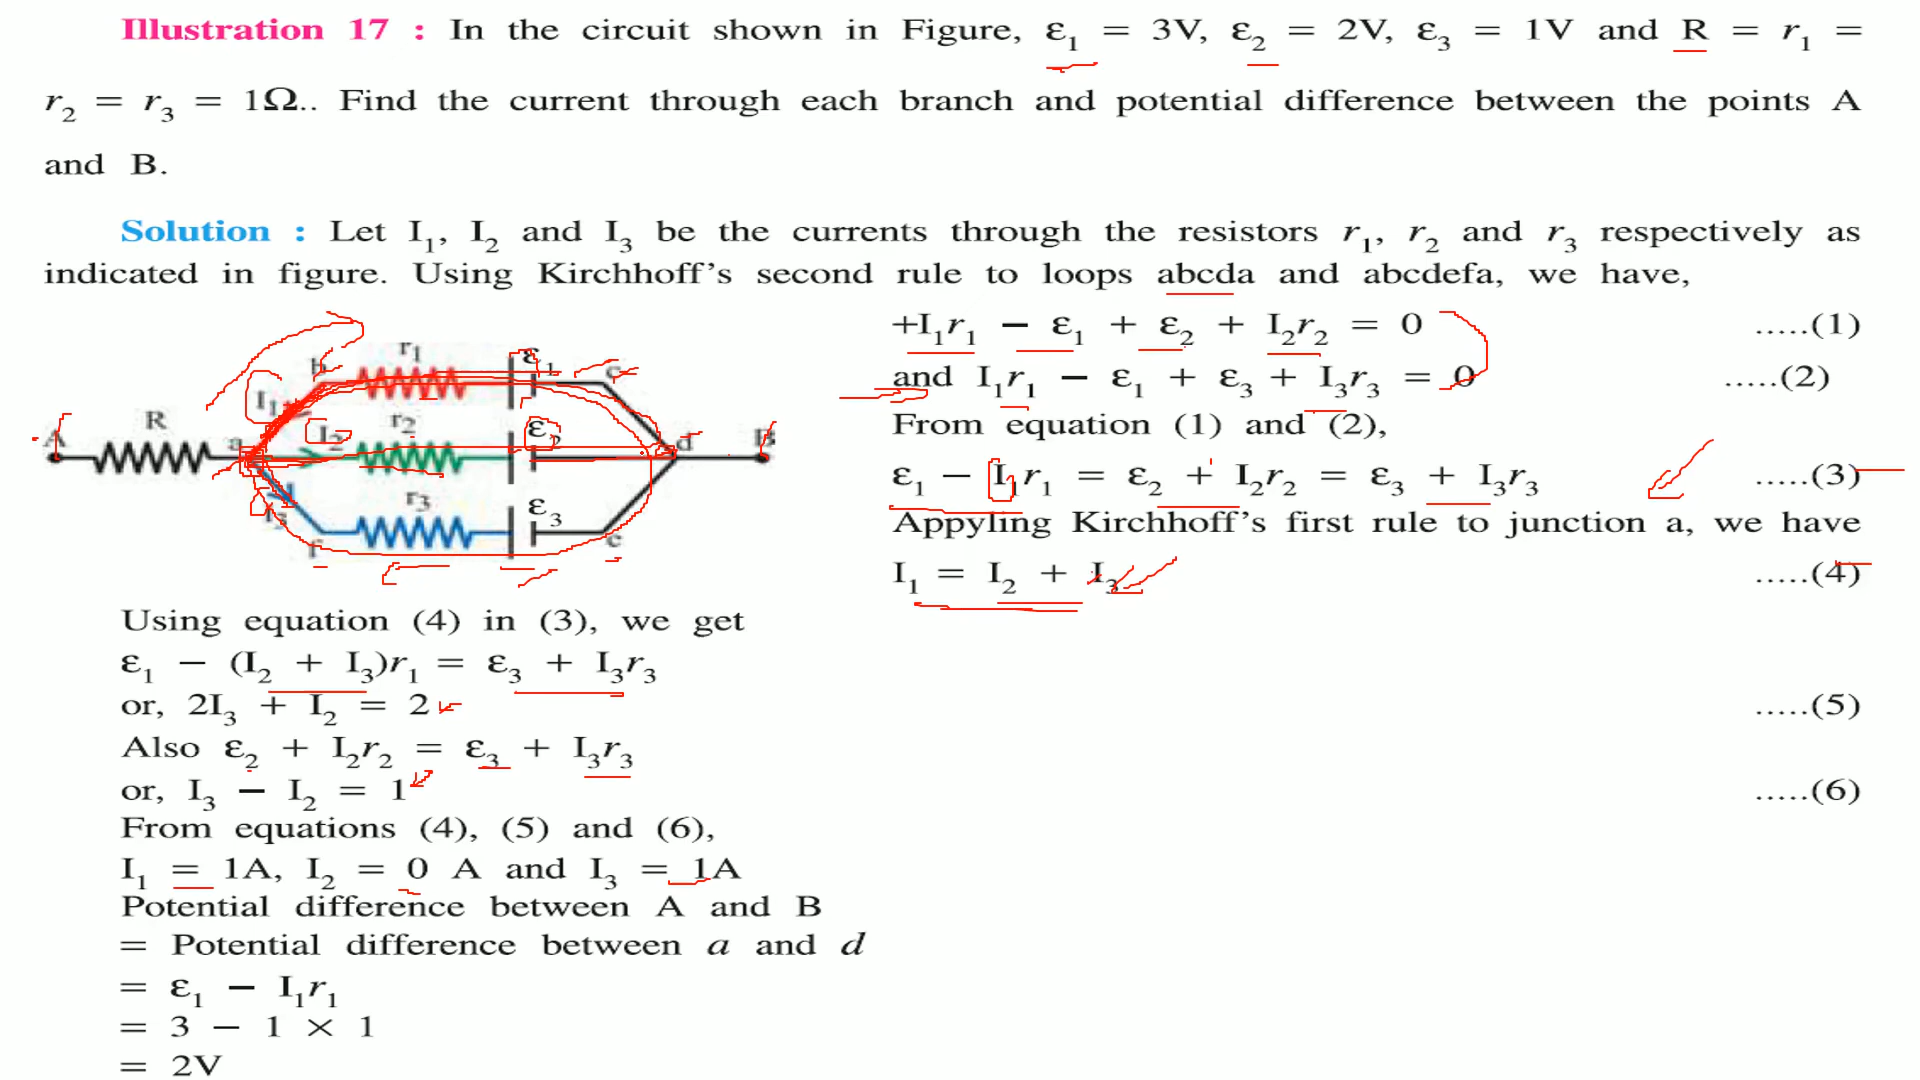 Illustration 17 : In the circuit shown in Figure, ε₁ = 3V, ε₂ = 2V, ε₃ = 1V and R = r₁ =
r₂ = r₃ = 1Ω.. Find the current through each branch and potential difference between the points A
and B.
Solution : Let I₁, I₂ and I₃ be the currents through the resistors r₁, r₂ and r₃ respectively as
indicated in figure. Using Kirchhoff's second rule to loops abcda and abcdefa, we have,
+I₁r₁ − ε₁ + ε₂ + I₂r₂ = 0 .....(1)
and I₁r₁ − ε₁ + ε₃ + I₃r₃ = 0 .....(2)
From equation (1) and (2),
ε₁ − I₁r₁ = ε₂ + I₂r₂ = ε₃ + I₃r₃ .....(3)
Appyling Kirchhoff's first rule to junction a, we have
I₁ = I₂ + I₃ .....(4)
b r₁ ε₁ c
I₁
A R a I₂ r₂ ε₂ d B
I₃ r₃ ε₃
f e
Using equation (4) in (3), we get
ε₁ − (I₂ + I₃)r₁ = ε₃ + I₃r₃
or, 2I₃ + I₂ = 2 .....(5)
Also ε₂ + I₂r₂ = ε₃ + I₃r₃
or, I₃ − I₂ = 1 .....(6)
From equations (4), (5) and (6),
I₁ = 1A, I₂ = 0 A and I₃ = 1A
Potential difference between A and B
= Potential difference between a and d
= ε₁ − I₁r₁
= 3 − 1 × 1
= 2V